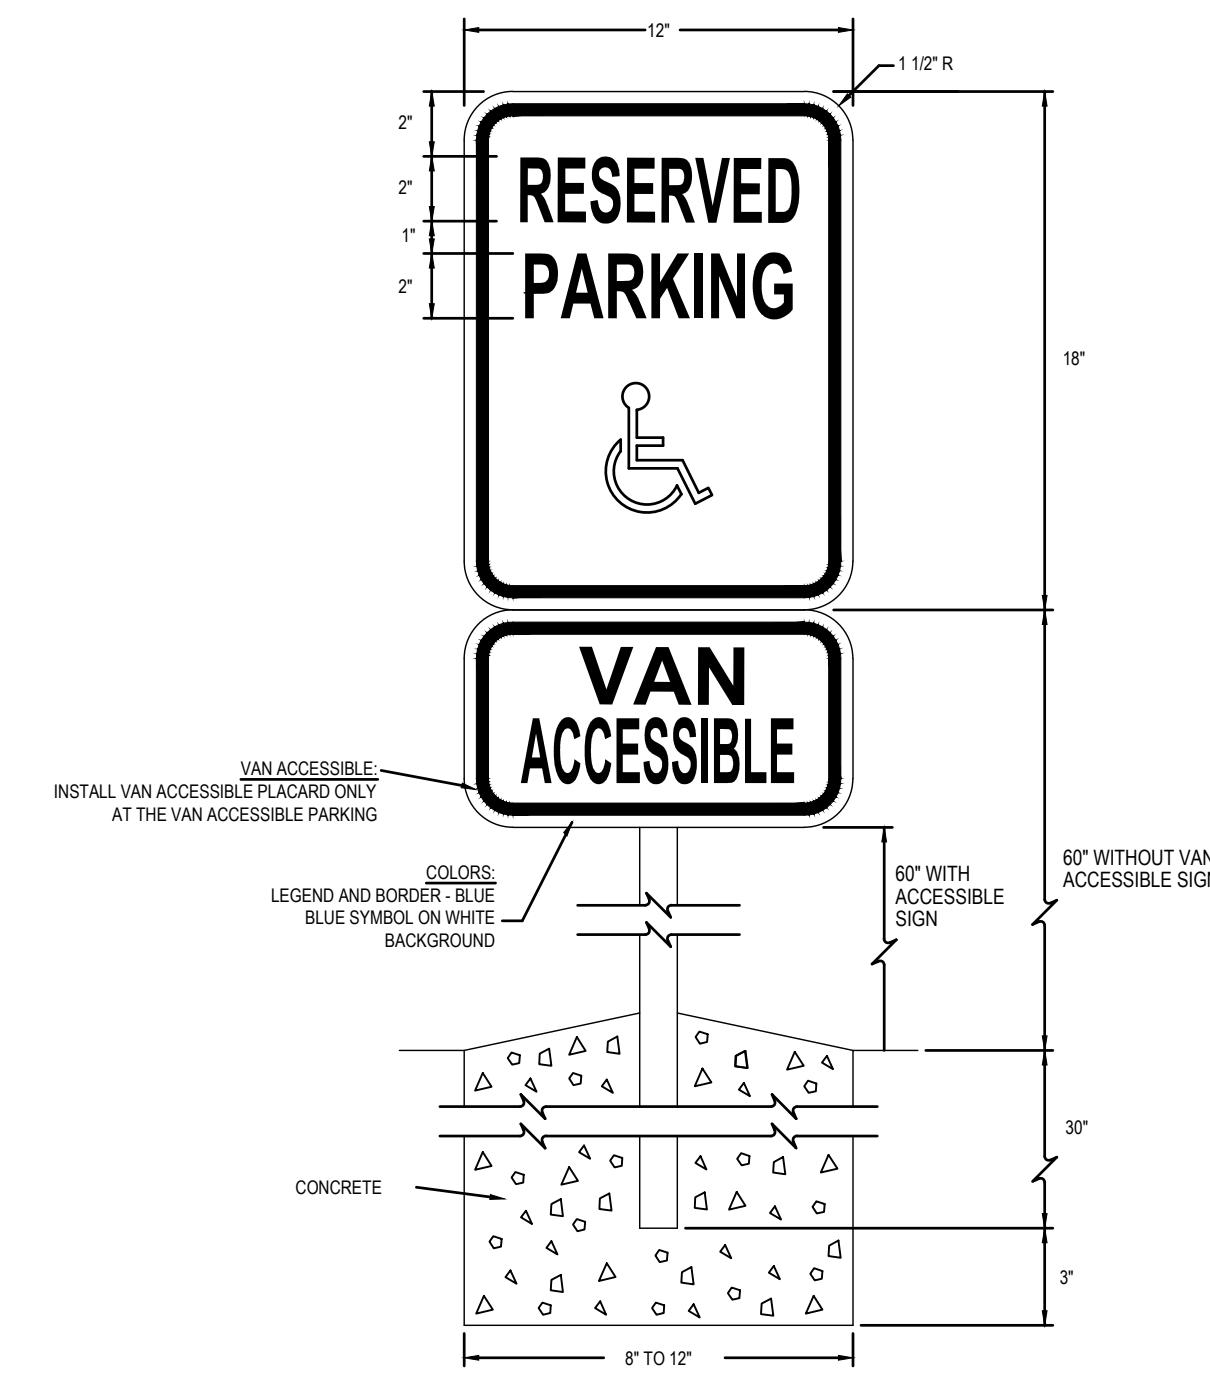 12"
1 1/2" R
2"
2"
1"
2"
RESERVED
PARKING
18"
VAN
ACCESSIBLE
VAN ACCESSIBLE:
INSTALL VAN ACCESSIBLE PLACARD ONLY
AT THE VAN ACCESSIBLE PARKING
COLORS:
LEGEND AND BORDER - BLUE
BLUE SYMBOL ON WHITE
BACKGROUND
60" WITH
ACCESSIBLE
SIGN
60" WITHOUT VAN
ACCESSIBLE SIG
30"
CONCRETE
3"
8" TO 12"